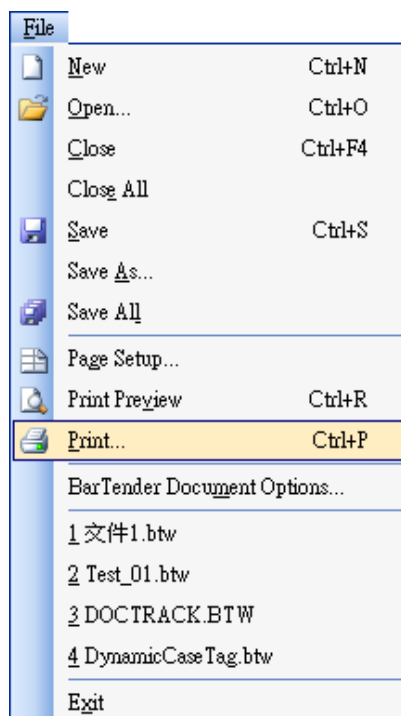 File
New Ctrl+N
Open... Ctrl+O
Close Ctrl+F4
Close All
Save Ctrl+S
Save As...
Save All
Page Setup...
Print Preview Ctrl+R
Print... Ctrl+P
BarTender Document Options...
1 文件1.btw
2 Test_01.btw
3 DOCTRACK.BTW
4 DynamicCaseTag.btw
Exit